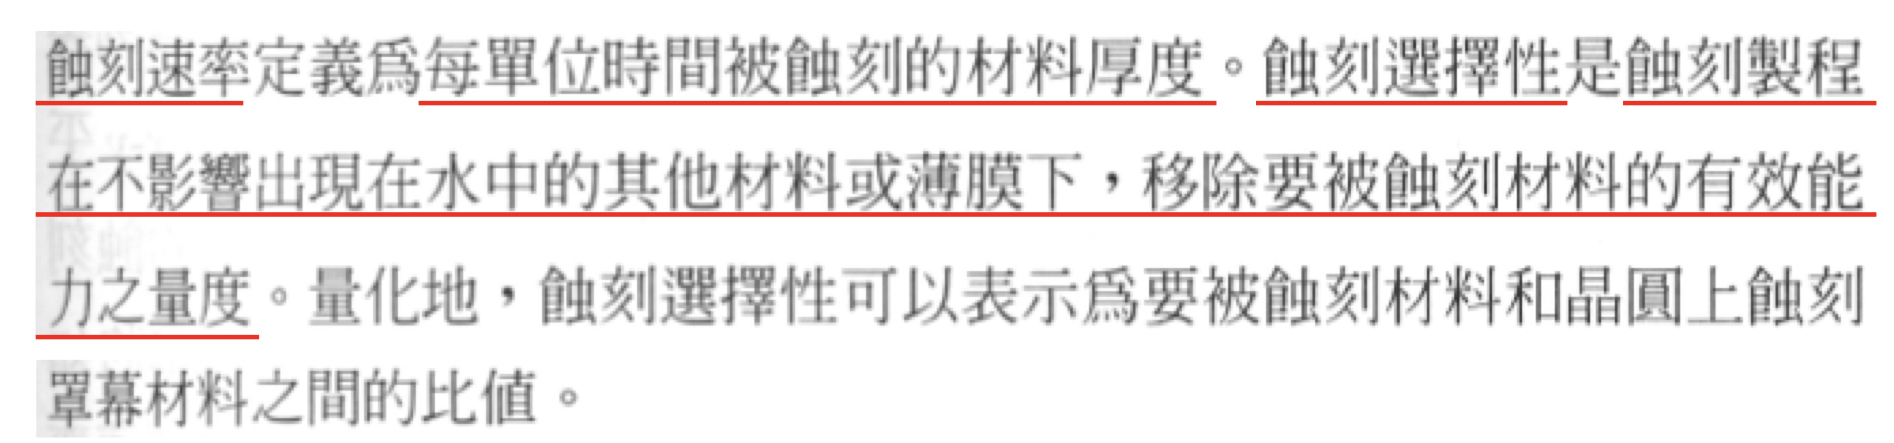 蝕刻速率定義爲每單位時間被蝕刻的材料厚度。蝕刻選擇性是蝕刻製程
在不影響出現在水中的其他材料或薄膜下，移除要被蝕刻材料的有效能
力之量度。量化地，蝕刻選擇性可以表示爲要被蝕刻材料和晶圓上蝕刻
罩幕材料之間的比值。